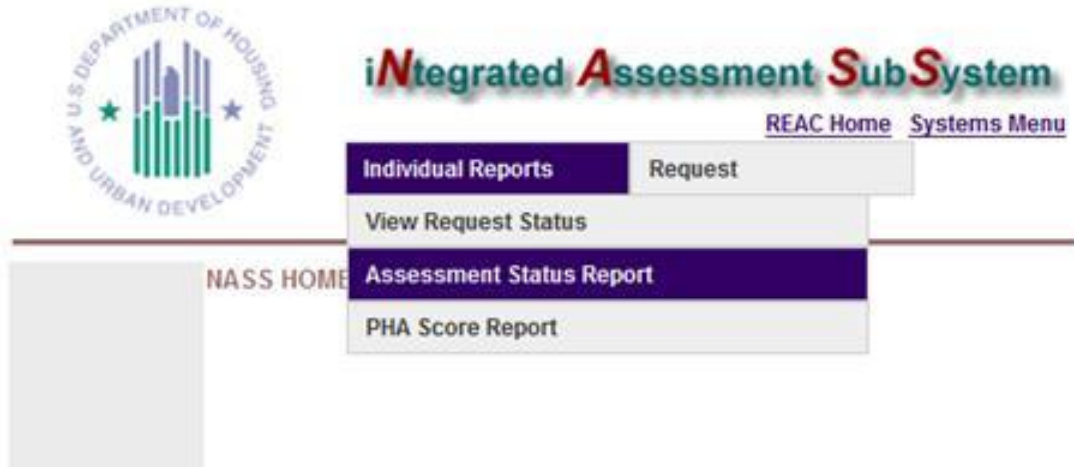 U.S. DEPARTMENT OF HOUSING
AND URBAN DEVELOPMENT
iNtegrated Assessment SubSystem
REAC Home Systems Menu
Individual Reports Request
View Request Status
NASS HOME Assessment Status Report
PHA Score Report